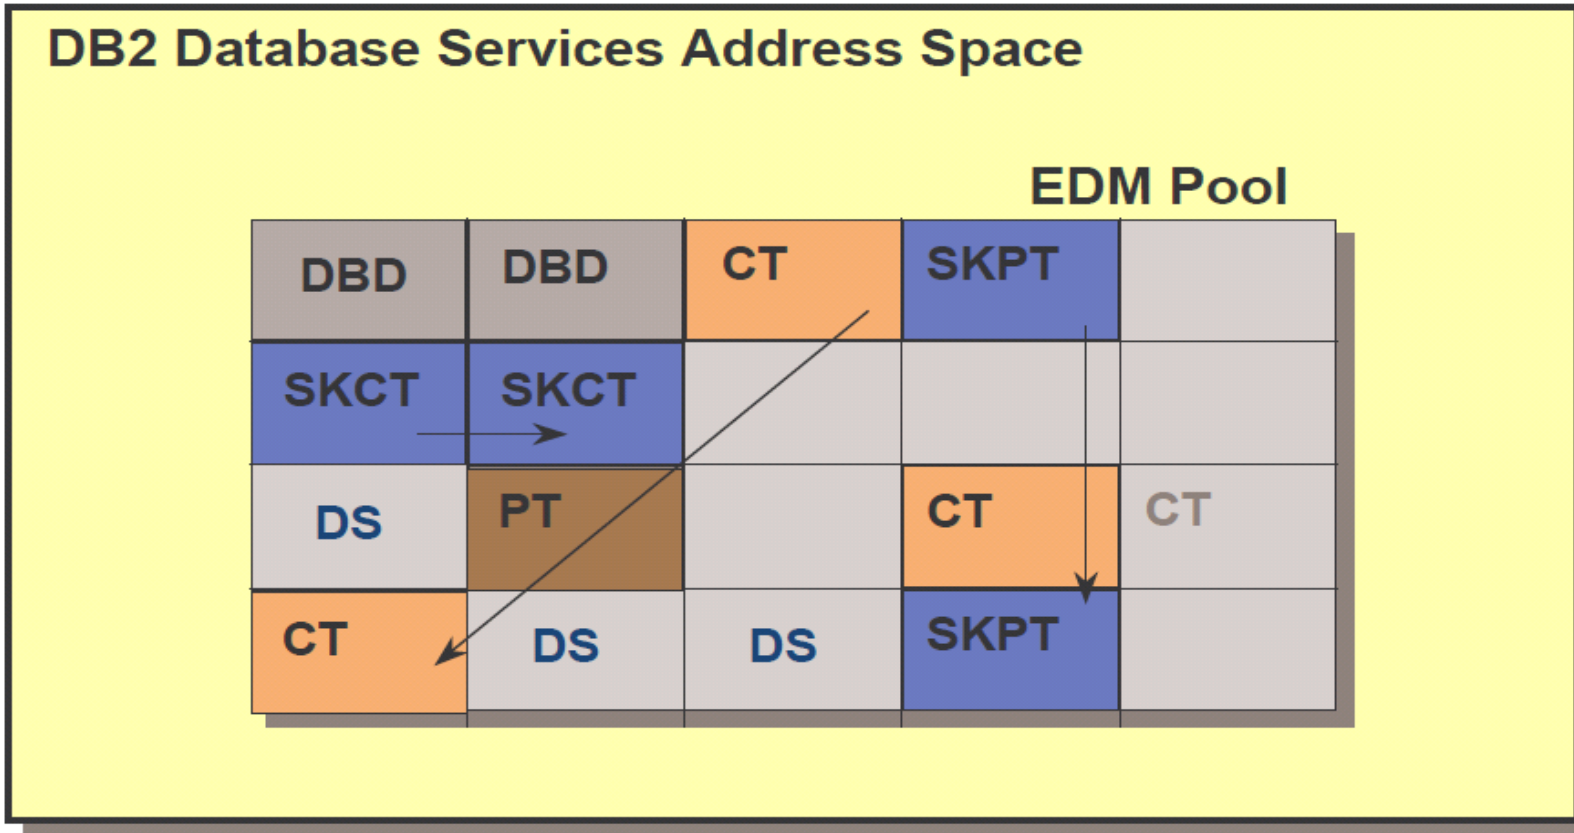 DB2 Database Services Address Space
EDM Pool
DBD DBD CT SKPT
SKCT SKCT
DS PT CT CT
CT DS DS SKPT